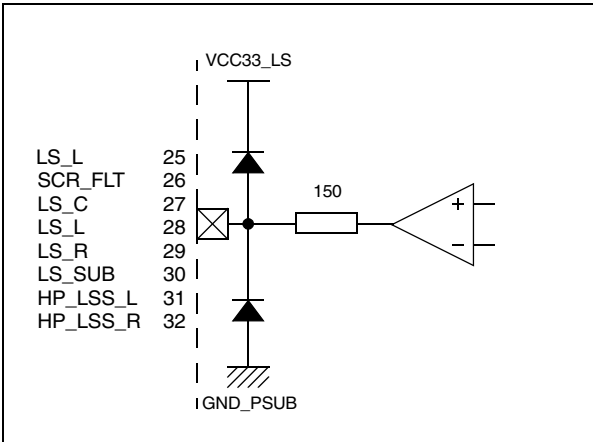 VCC33_LS
LS_L 25
SCR_FLT 26
LS_C 27
LS_L 28
LS_R 29
LS_SUB 30
HP_LSS_L 31
HP_LSS_R 32
150
+
−
GND_PSUB